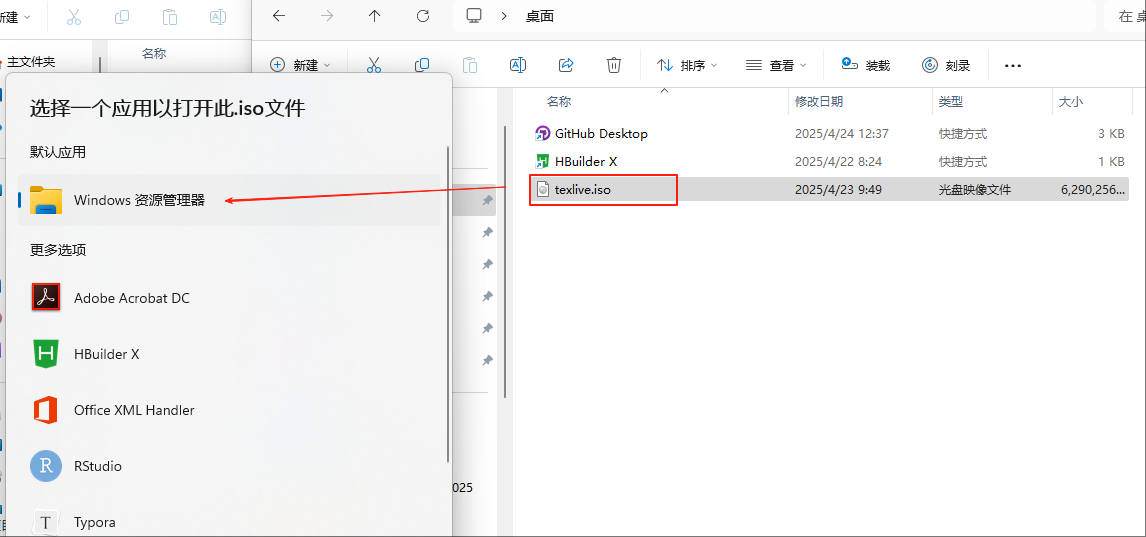 新建
名称
主文件夹
桌面
在 桌
新建
排序
查看
装载
刻录
选择一个应用以打开此.iso文件
默认应用
Windows 资源管理器
更多选项
Adobe Acrobat DC
HBuilder X
Office XML Handler
RStudio
Typora
名称 修改日期 类型 大小
GitHub Desktop 2025/4/24 12:37 快捷方式 3 KB
HBuilder X 2025/4/22 8:24 快捷方式 1 KB
texlive.iso 2025/4/23 9:49 光盘映像文件 6,290,256...
025